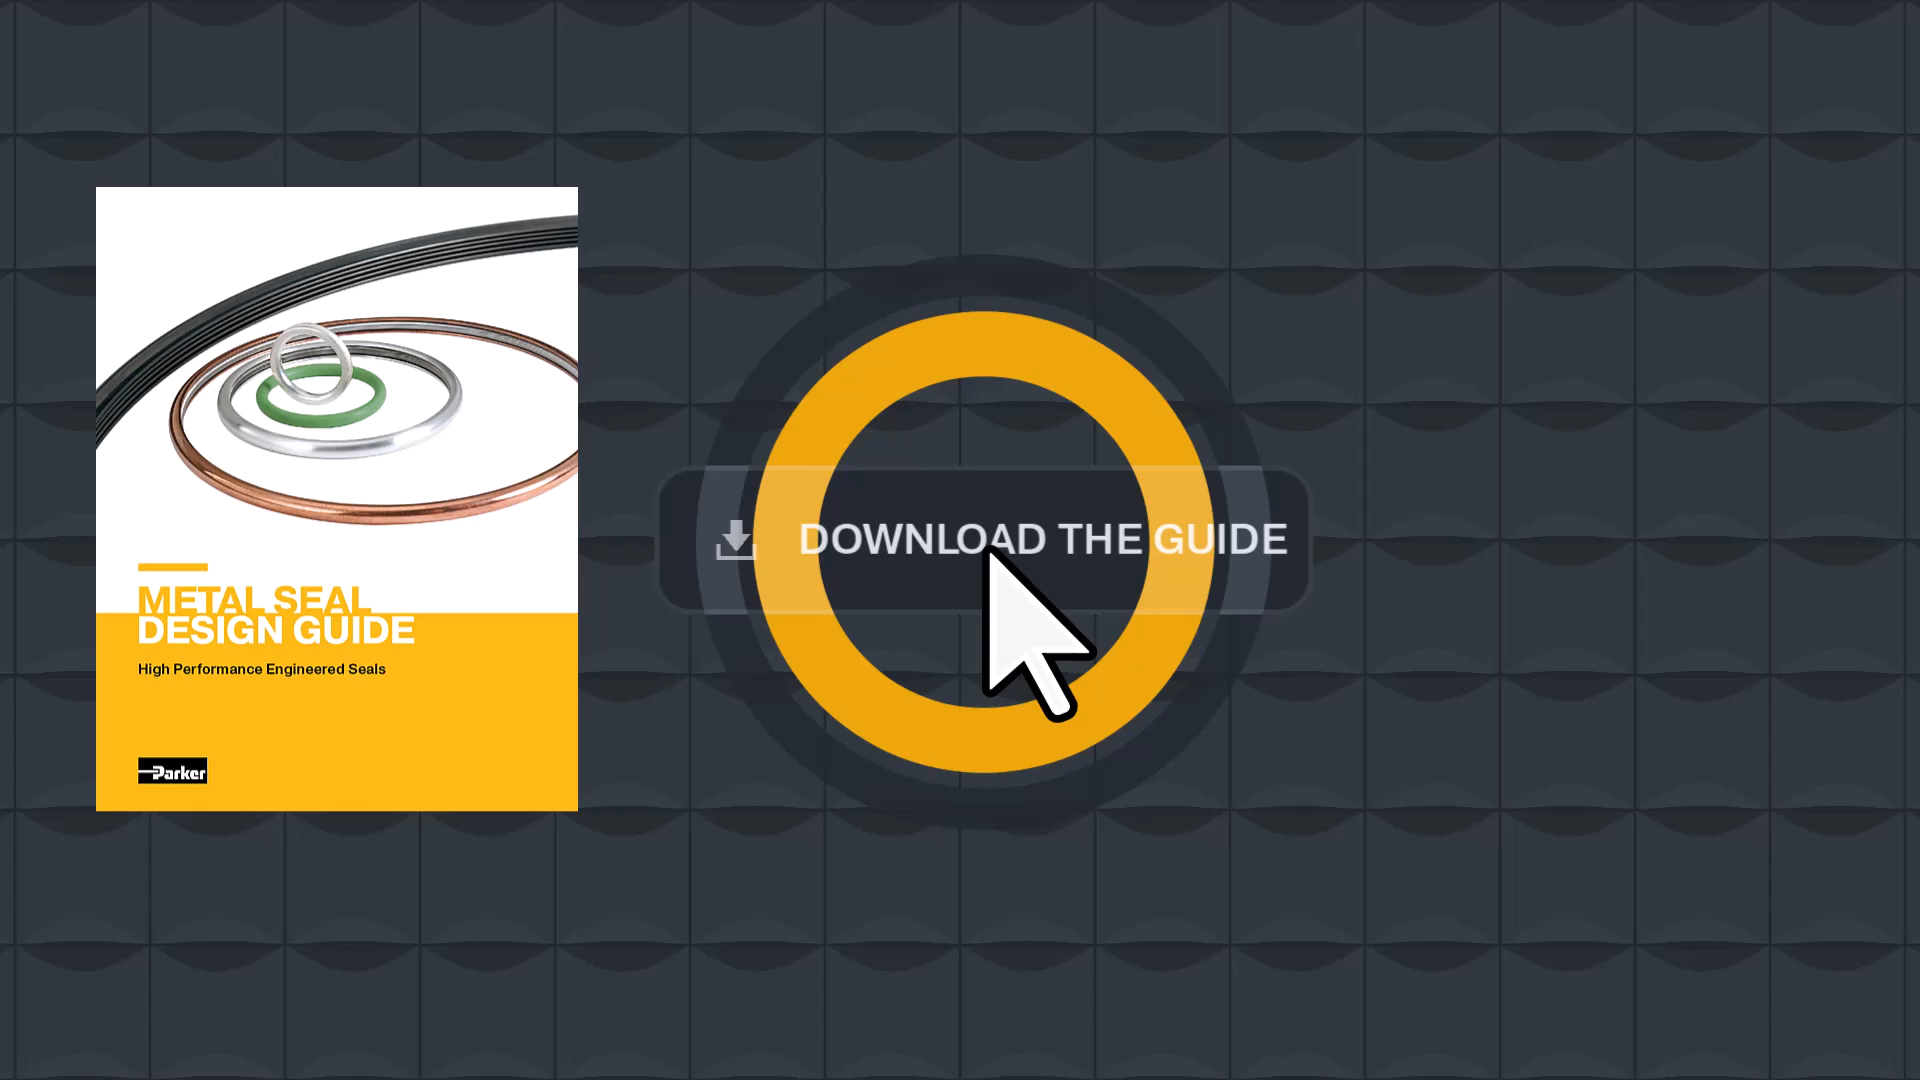 METAL SEAL
DESIGN GUIDE
High Performance Engineered Seals
Parker
DOWNLOAD THE GUIDE